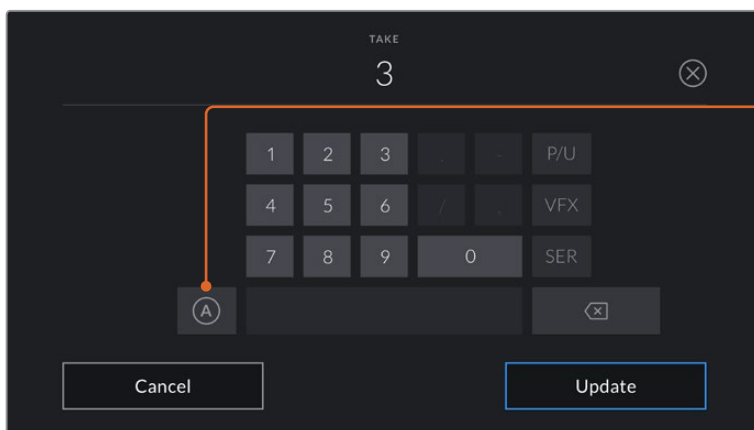 TAKE
3
1 2 3 . - P/U
4 5 6 / , VFX
7 8 9 0 SER
A
Cancel Update